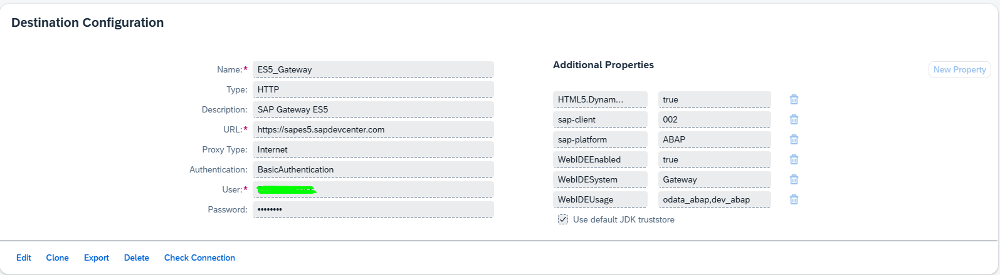 Destination Configuration
Name:* ES5_Gateway
Type: HTTP
Description: SAP Gateway ES5
URL:* https://sapes5.sapdevcenter.com
Proxy Type: Internet
Authentication: BasicAuthentication
User:*
Password: ••••••••
Additional Properties
New Property
HTML5.Dynam... true
sap-client 002
sap-platform ABAP
WebIDEEnabled true
WebIDESystem Gateway
WebIDEUsage odata_abap,dev_abap
Use default JDK truststore
Edit Clone Export Delete Check Connection